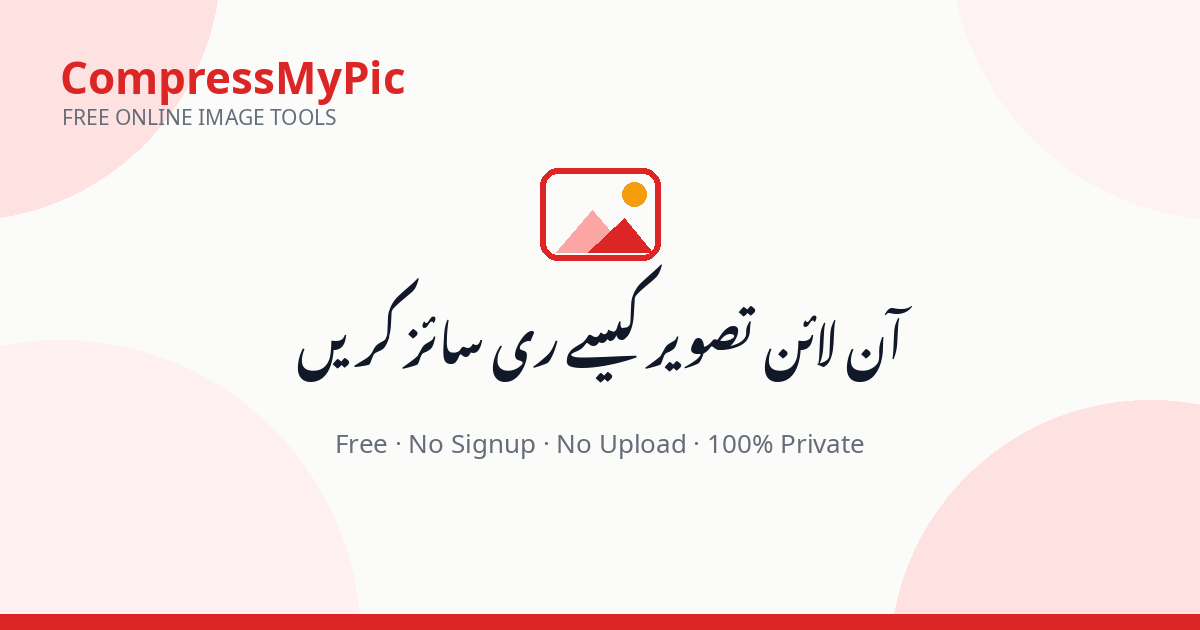 CompressMyPic
FREE ONLINE IMAGE TOOLS
آن لائن تصویر کیسے ری سائز کریں
Free · No Signup · No Upload · 100% Private